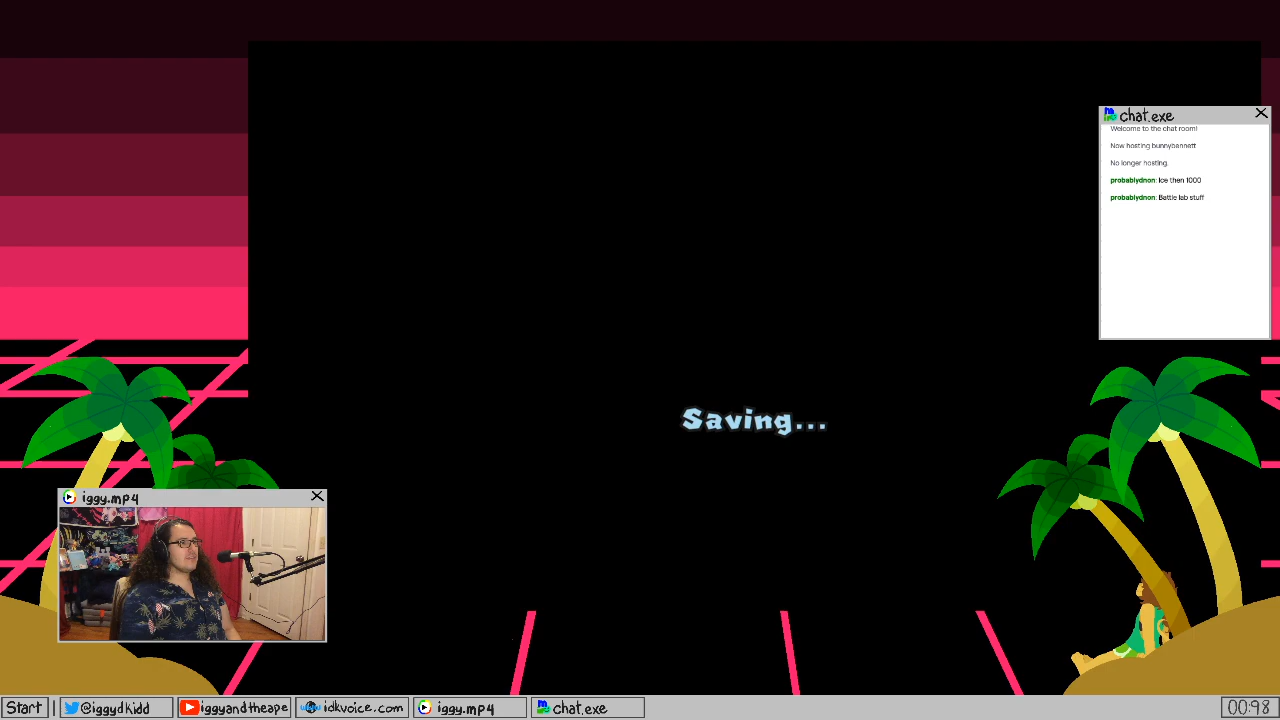 chat.exe
Welcome to the chat room!
Now hosting bunnybennett
No longer hosting.
probablydnon: Ice then 1000
probablydnon: Battle lab stuff
Saving...
iggy.mp4
Start | @iggydkidd iggyandtheape www idkvoice.com iggy.mp4 chat.exe 00:98